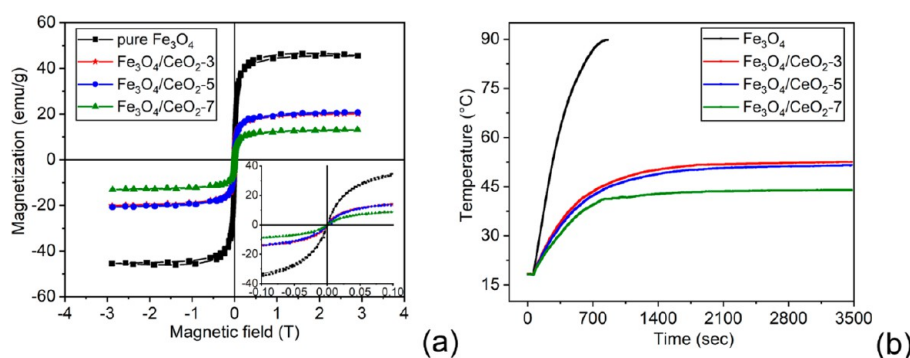 60
40
20
0
-20
-40
-60
-4
-3
-2
-1
0
1
2
3
4
Magnetization (emu/g)
Magnetic field (T)
pure Fe₃O₄
Fe₃O₄/CeO₂-3
Fe₃O₄/CeO₂-5
Fe₃O₄/CeO₂-7
40
20
0
-20
-40
-0.10
-0.05
0.00
0.05
0.10
(a)
90
75
60
45
30
15
0
700
1400
2100
2800
3500
Temperature (°C)
Time (sec)
Fe₃O₄
Fe₃O₄/CeO₂-3
Fe₃O₄/CeO₂-5
Fe₃O₄/CeO₂-7
(b)